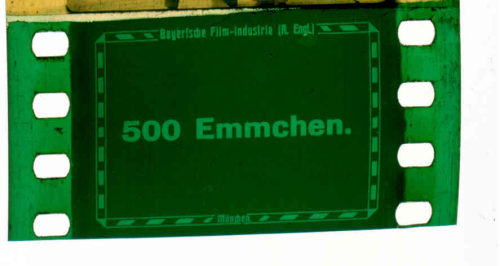 Bayerische Film-Industrie (A. Engl.)
500 Emmchen.
München.